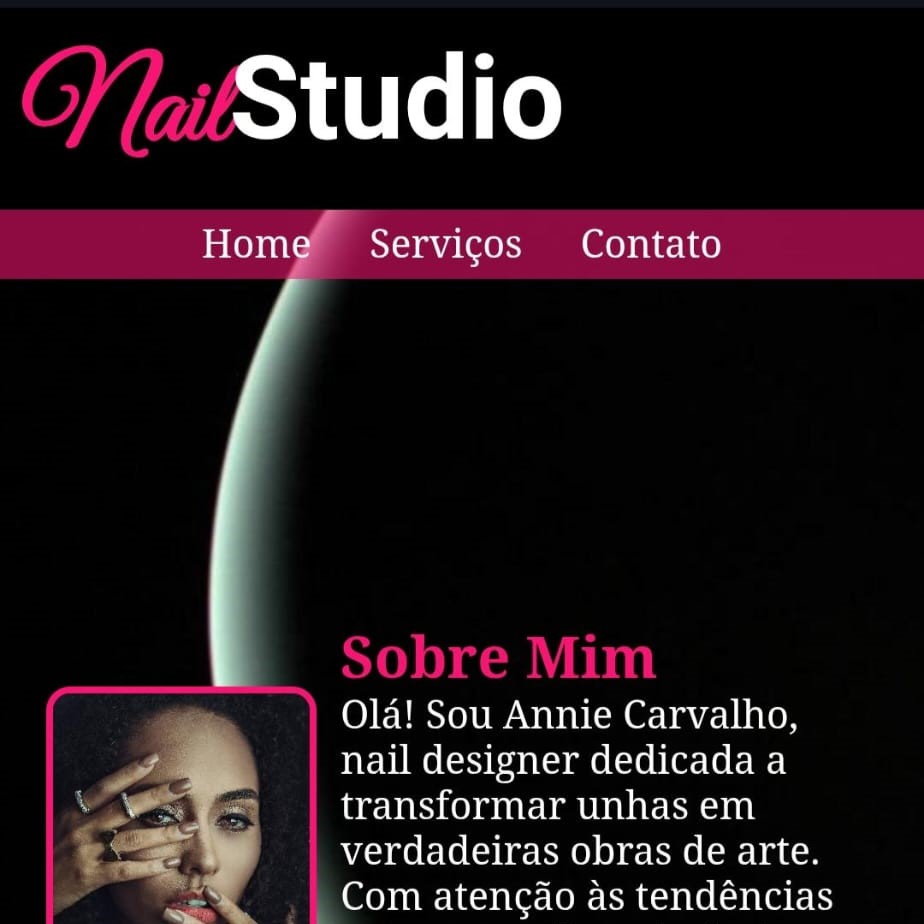 NailStudio
Home Serviços Contato
Sobre Mim
Olá! Sou Annie Carvalho,
nail designer dedicada a
transformar unhas em
verdadeiras obras de arte.
Com atenção às tendências